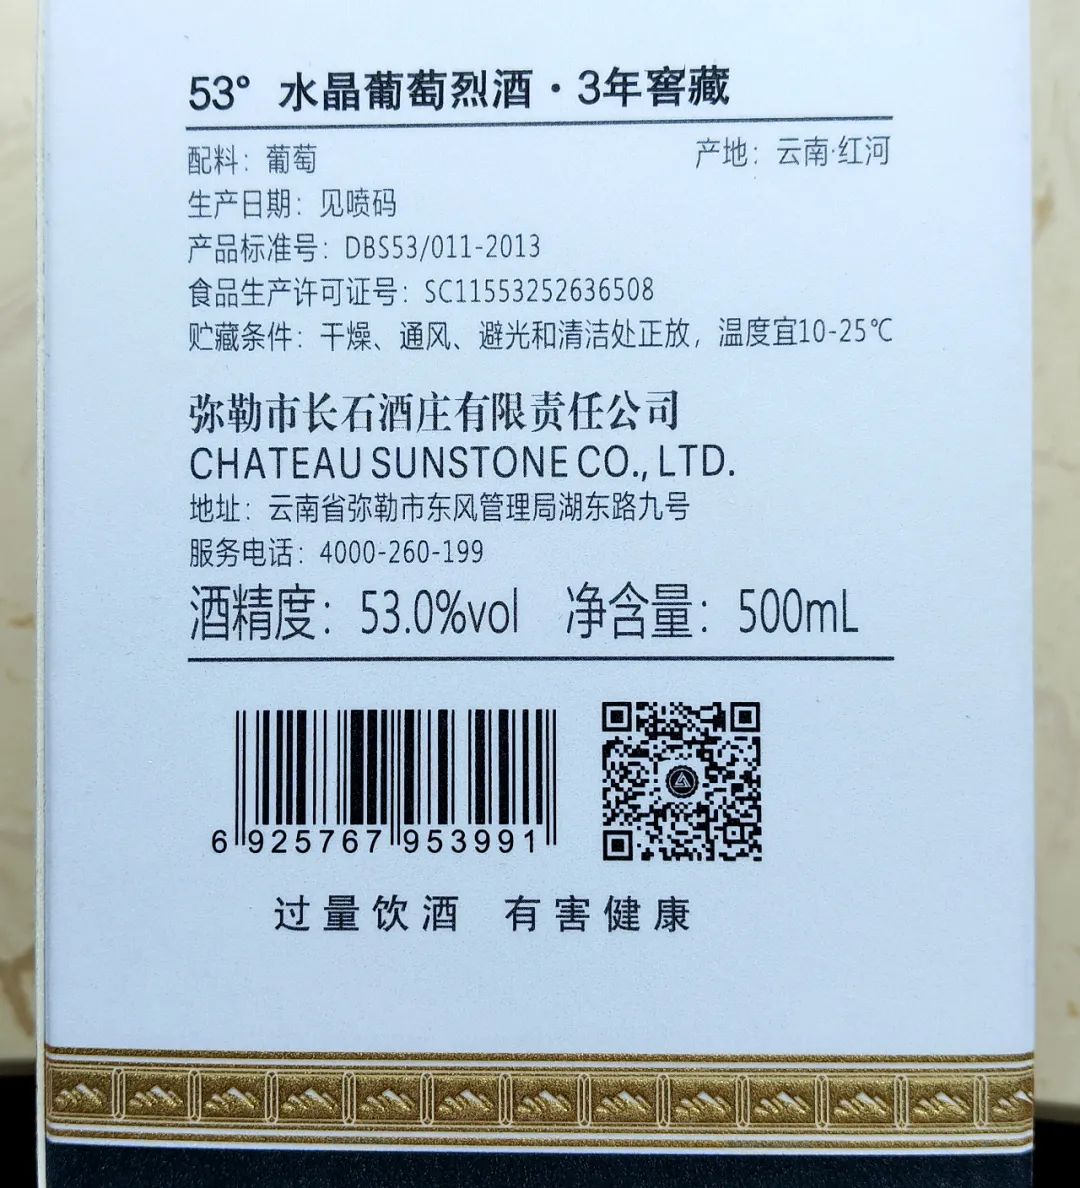 53° 水晶葡萄烈酒·3年窖藏
配料：葡萄 产地：云南·红河
生产日期：见喷码
产品标准号：DBS53/011-2013
食品生产许可证号：SC11553252636508
贮藏条件：干燥、通风、避光和清洁处正放，温度宜10-25℃
弥勒市长石酒庄有限责任公司
CHATEAU SUNSTONE CO., LTD.
地址：云南省弥勒市东风管理局湖东路九号
服务电话：4000-260-199
酒精度：53.0%vol 净含量：500mL
6 925767 953991
过量饮酒 有害健康